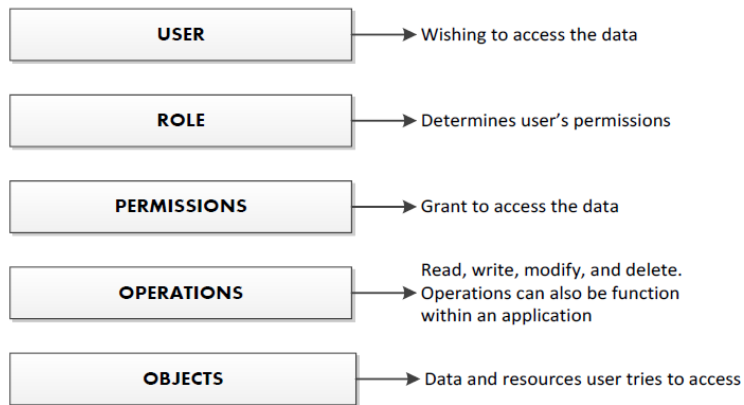 USER
Wishing to access the data
ROLE
Determines user's permissions
PERMISSIONS
Grant to access the data
OPERATIONS
Read, write, modify, and delete.
Operations can also be function
within an application
OBJECTS
Data and resources user tries to access